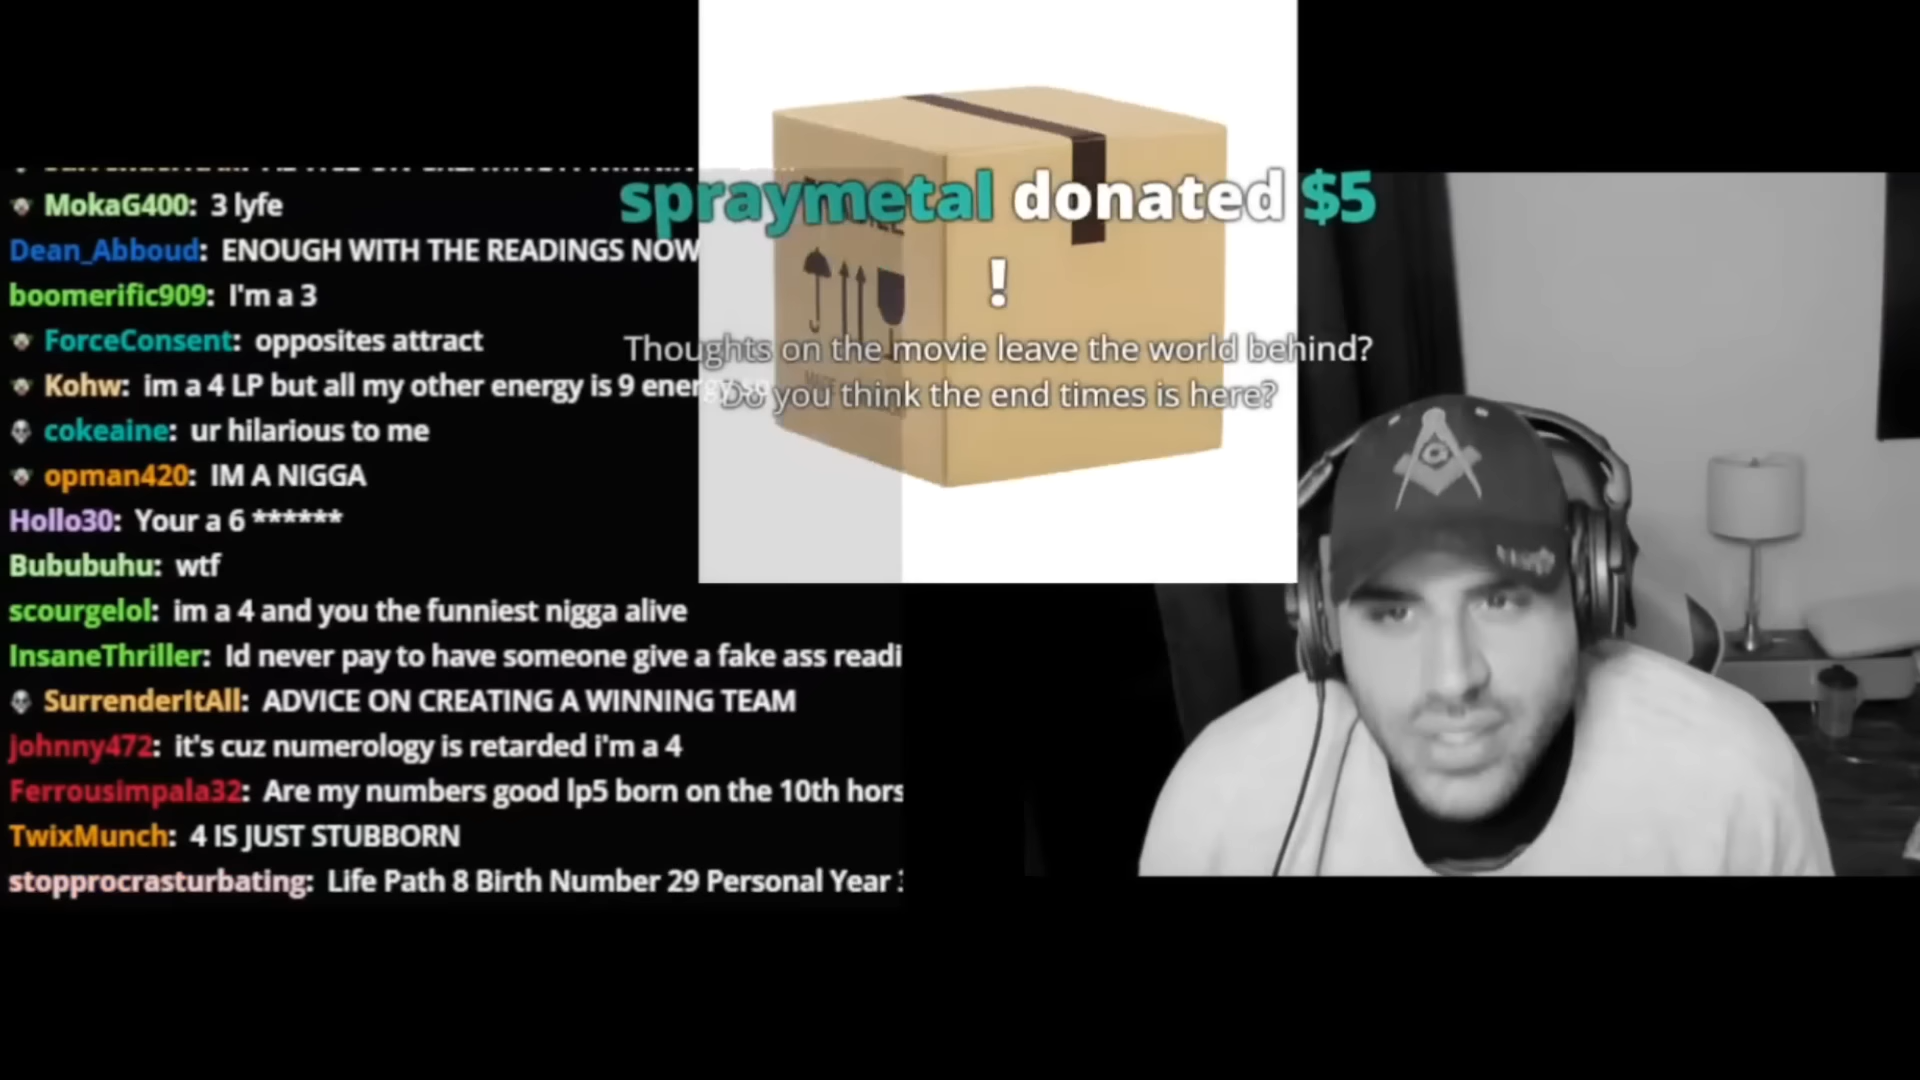 MokaG400: 3 lyfe
Dean_Abboud: ENOUGH WITH THE READINGS NOW
boomerific909: I'm a 3
ForceConsent: opposites attract
Kohw: im a 4 LP but all my other energy is 9 energy so
cokeaine: ur hilarious to me
opman420: IM A NIGGA
Hollo30: Your a 6 ******
Bububuhu: wtf
scourgelol: im a 4 and you the funniest nigga alive
InsaneThriller: Id never pay to have someone give a fake ass readi
SurrenderItAll: ADVICE ON CREATING A WINNING TEAM
johnny472: it's cuz numerology is retarded i'm a 4
Ferrousimpala32: Are my numbers good lp5 born on the 10th hors
TwixMunch: 4 IS JUST STUBBORN
stopprocrasturbating: Life Path 8 Birth Number 29 Personal Year
spraymetal donated $5
!
Thoughts on the movie leave the world behind?
Do you think the end times is here?